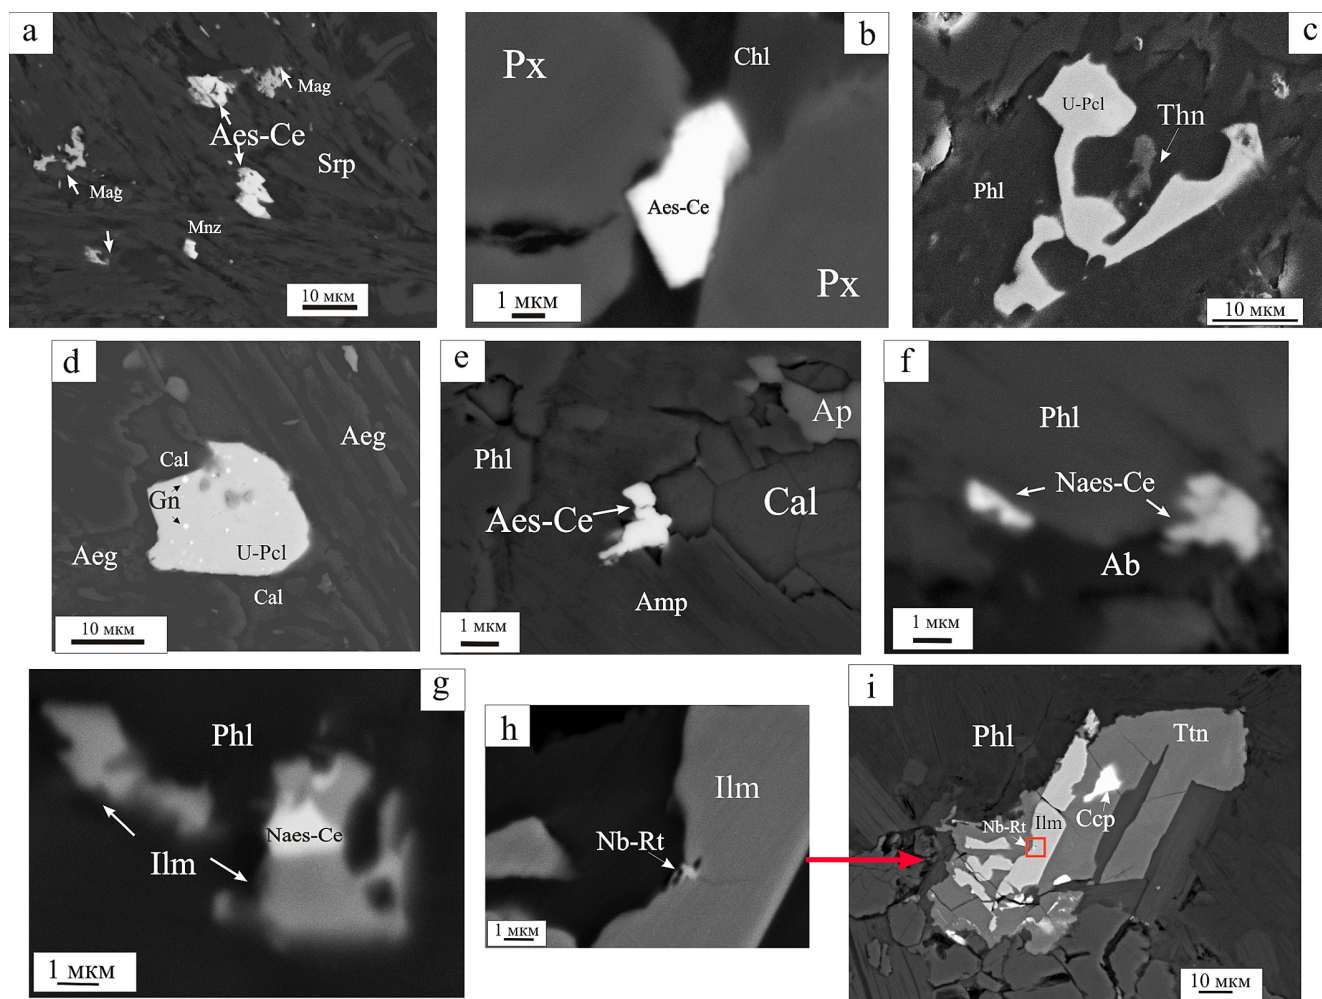 a
Mag
Aes-Ce
Srp
Mag
Mnz
10 мкм
b
Px
Chl
Aes-Ce
Px
1 мкм
c
U-Pcl
Thn
Phl
10 мкм
d
Aeg
Cal
Gn
U-Pcl
Aeg
Cal
10 мкм
e
Ap
Phl
Cal
Aes-Ce
Amp
1 мкм
f
Phl
Naes-Ce
Ab
1 мкм
g
Phl
Naes-Ce
Ilm
1 мкм
h
Ilm
Nb-Rt
1 мкм
i
Phl
Ttn
Ccp
Nb-Rt
Ilm
10 мкм